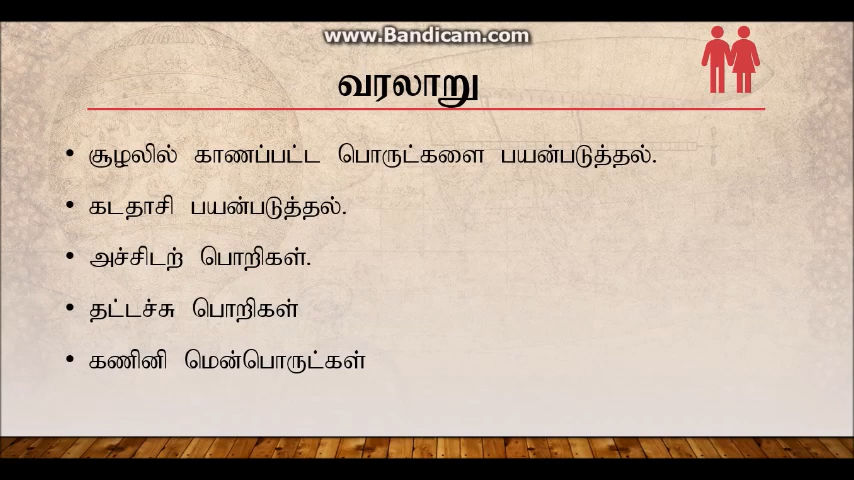 www.Bandicam.com
வரலாறு
• சூழலில் காணப்பட்ட பொருட்களை பயன்படுத்தல்.
• கடதாசி பயன்படுத்தல்.
• அச்சிடற் பொறிகள்.
• தட்டச்சு பொறிகள்
• கணினி மென்பொருட்கள்